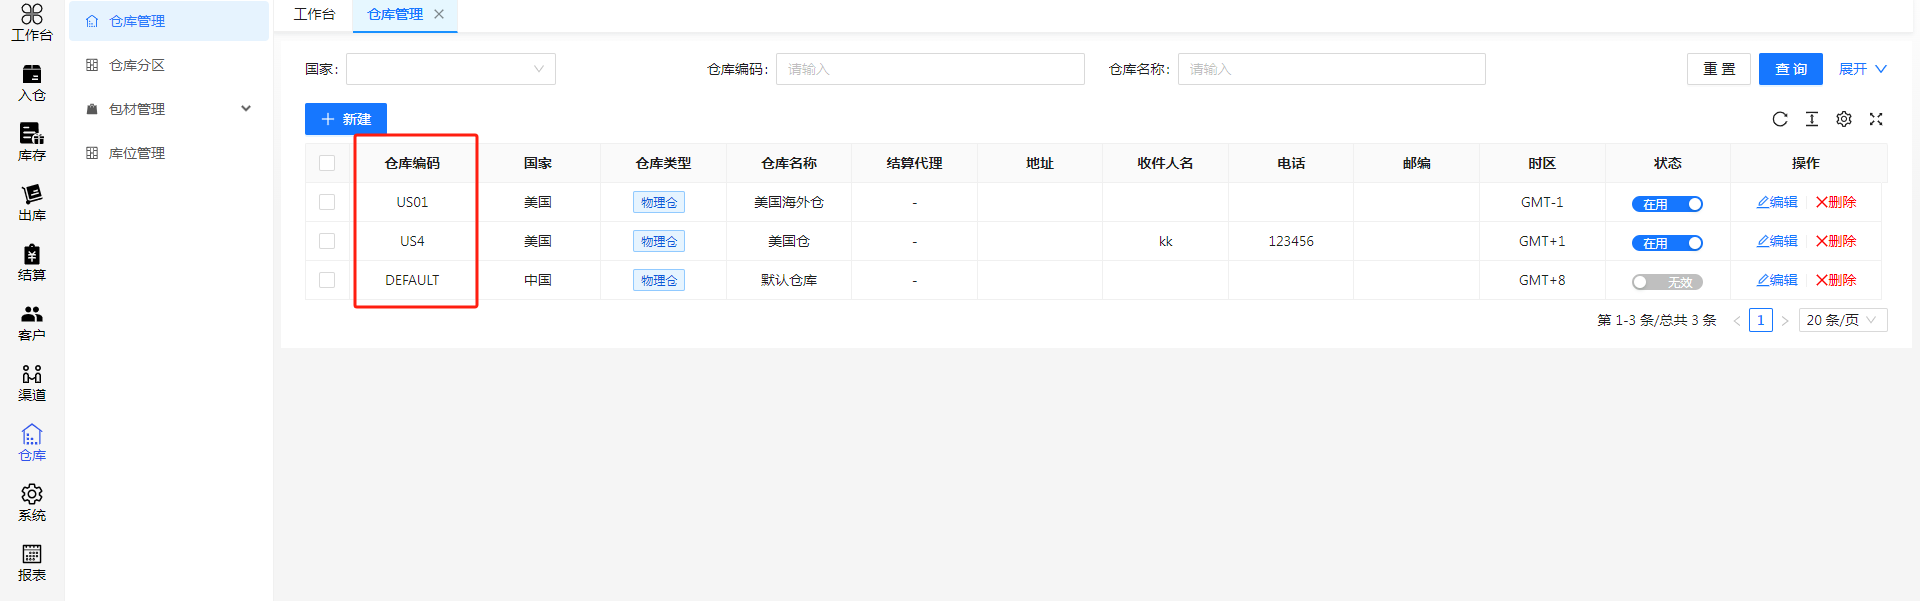 工作台
入仓
库存
出库
结算
客户
渠道
仓库
系统
报表
仓库管理
仓库分区
包材管理
库位管理
工作台 仓库管理
国家: 仓库编码: 请输入 仓库名称: 请输入 重置 查询 展开
新建
仓库编码 国家 仓库类型 仓库名称 结算代理 地址 收件人名 电话 邮编 时区 状态 操作
US01 美国 物理仓 美国海外仓 - GMT-1 在用 编辑 删除
US4 美国 物理仓 美国仓 - kk 123456 GMT+1 在用 编辑 删除
DEFAULT 中国 物理仓 默认仓库 - GMT+8 无效 编辑 删除
第 1-3 条/总共 3 条 < 1 > 20 条/页